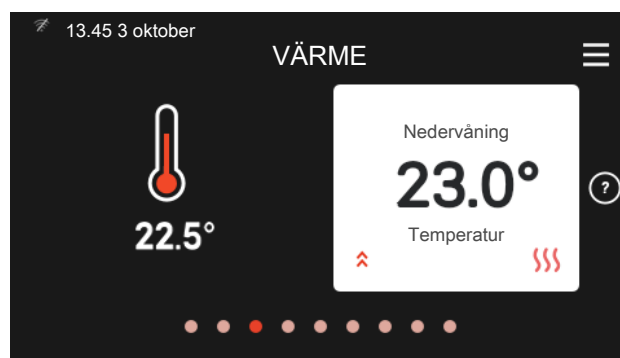 13.45 3 oktober
VÄRME
Nedervåning
23.0°
Temperatur
22.5°
?